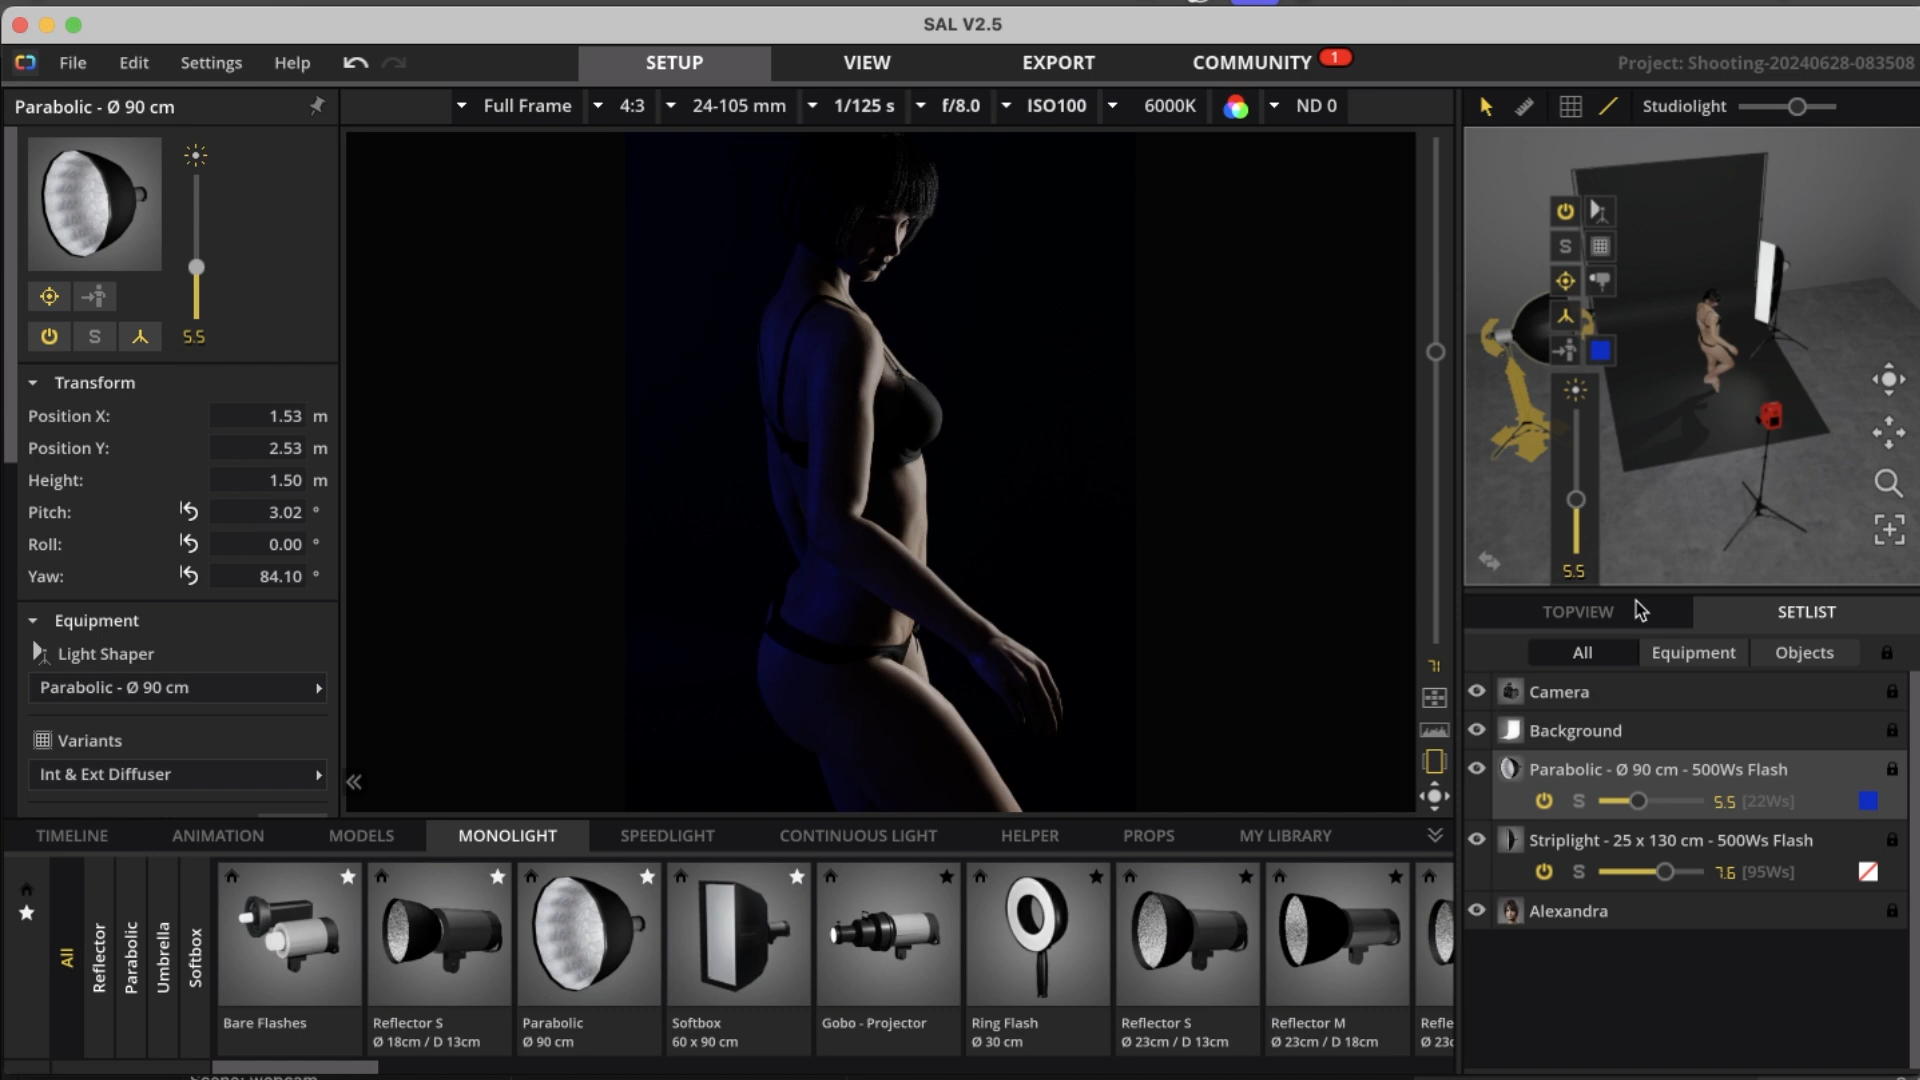 SAL V2.5
File Edit Settings Help SETUP VIEW EXPORT COMMUNITY 1 Project: Shooting-20240628-083508
Parabolic - Ø 90 cm Full Frame 4:3 24-105 mm 1/125 s f/8.0 ISO100 6000K ND 0 Studiolight
S 5.5
Transform
Position X: 1.53 m
Position Y: 2.53 m
Height: 1.50 m
Pitch: 3.02 °
Roll: 0.00 °
Yaw: 84.10 °
Equipment
Light Shaper
Parabolic - Ø 90 cm
Variants
Int & Ext Diffuser
S
5.5
TOPVIEW SETLIST
All Equipment Objects
Camera
Background
Parabolic - Ø 90 cm - 500Ws Flash
S 5.5 [22Ws]
Striplight - 25 x 130 cm - 500Ws Flash
S 7.6 [95Ws]
Alexandra
TIMELINE ANIMATION MODELS MONOLIGHT SPEEDLIGHT CONTINUOUS LIGHT HELPER PROPS MY LIBRARY
All
Reflector
Parabolic
Umbrella
Softbox
Bare Flashes
Reflector S
Ø 18cm / D 13cm
Parabolic
Ø 90 cm
Softbox
60 x 90 cm
Gobo - Projector
Ring Flash
Ø 30 cm
Reflector S
Ø 23cm / D 13cm
Reflector M
Ø 23cm / D 18cm
Refle
Ø 23c